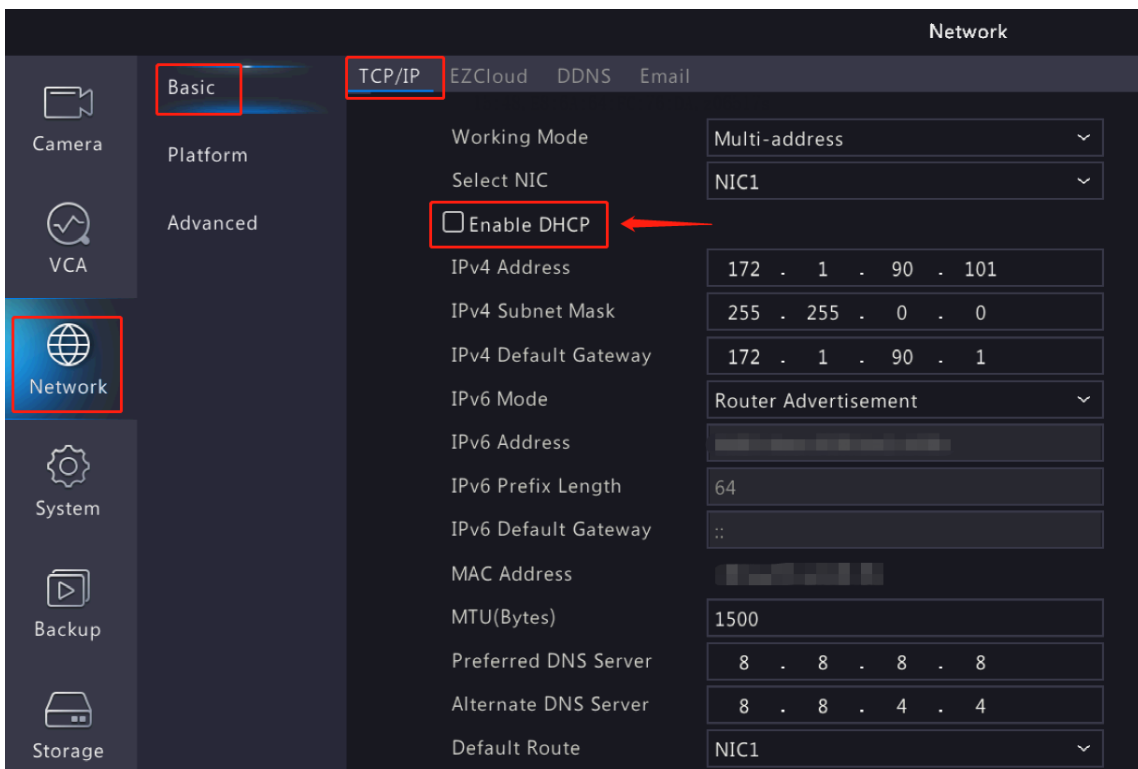 Network
Camera
VCA
Network
System
Backup
Storage
Basic
Platform
Advanced
TCP/IP EZCloud DDNS Email
Working Mode Multi-address
Select NIC NIC1
Enable DHCP
IPv4 Address 172 . 1 . 90 . 101
IPv4 Subnet Mask 255 . 255 . 0 . 0
IPv4 Default Gateway 172 . 1 . 90 . 1
IPv6 Mode Router Advertisement
IPv6 Address
IPv6 Prefix Length 64
IPv6 Default Gateway ::
MAC Address
MTU(Bytes) 1500
Preferred DNS Server 8 . 8 . 8 . 8
Alternate DNS Server 8 . 8 . 4 . 4
Default Route NIC1